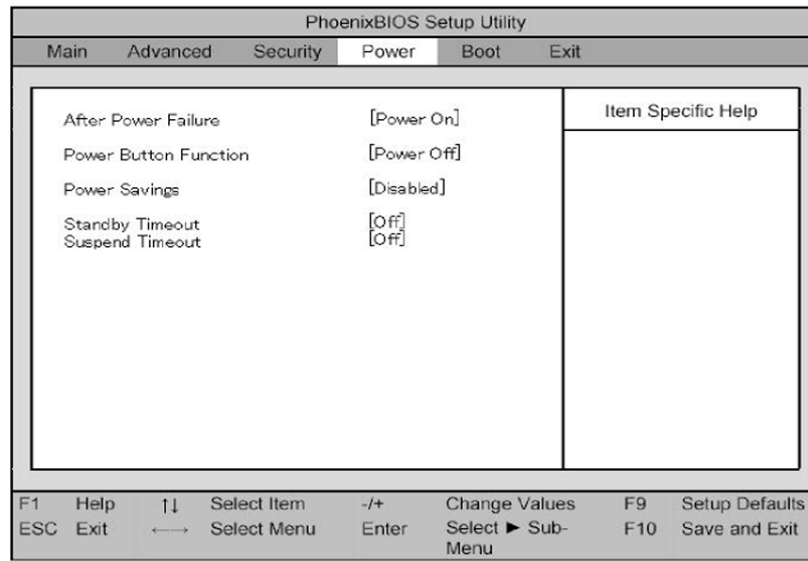 PhoenixBIOS Setup Utility
Main Advanced Security Power Boot Exit
Item Specific Help
After Power Failure [Power On]
Power Button Function [Power Off]
Power Savings [Disabled]
Standby Timeout [Off]
Suspend Timeout [Off]
F1 Help ↑↓ Select Item -/+ Change Values F9 Setup Defaults
ESC Exit ←→ Select Menu Enter Select ► Sub-Menu F10 Save and Exit